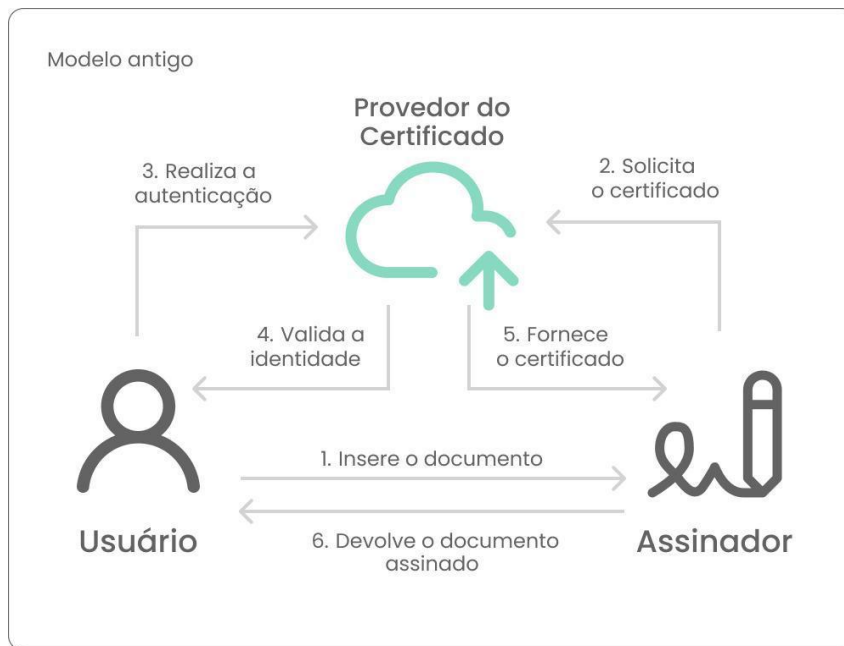 Modelo antigo
Provedor do
Certificado
3. Realiza a
autenticação
2. Solicita
o certificado
4. Valida a
identidade
5. Fornece
o certificado
1. Insere o documento
Usuário
6. Devolve o documento
assinado
Assinador